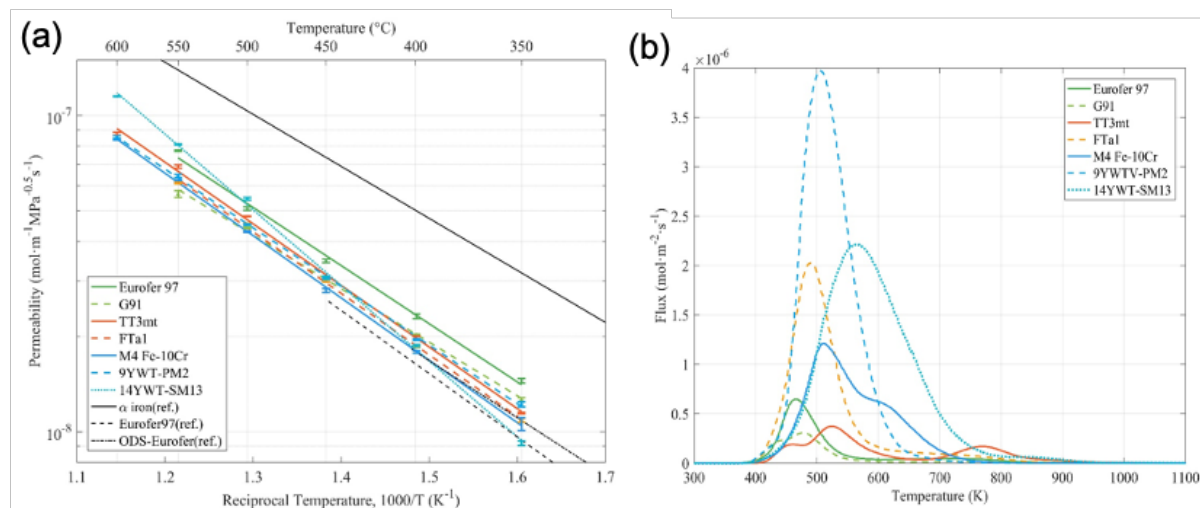 (a)
Temperature (°C)
600 550 500 450 400 350
10-7
10-8
Permeability (mol·m-1MPa-0.5s-1)
Eurofer 97
G91
TT3mt
FTa1
M4 Fe-10Cr
9YWT-PM2
14YWT-SM13
α iron(ref.)
Eurofer97(ref.)
ODS-Eurofer(ref.)
1.1 1.2 1.3 1.4 1.5 1.6 1.7
Reciprocal Temperature, 1000/T (K-1)
(b)
×10-6
4
3.5
3
2.5
2
1.5
1
0.5
0
Flux (mol·m-2·s-1)
Eurofer 97
G91
TT3mt
FTa1
M4 Fe-10Cr
9YWTV-PM2
14YWT-SM13
300 400 500 600 700 800 900 1000 1100
Temperature (K)